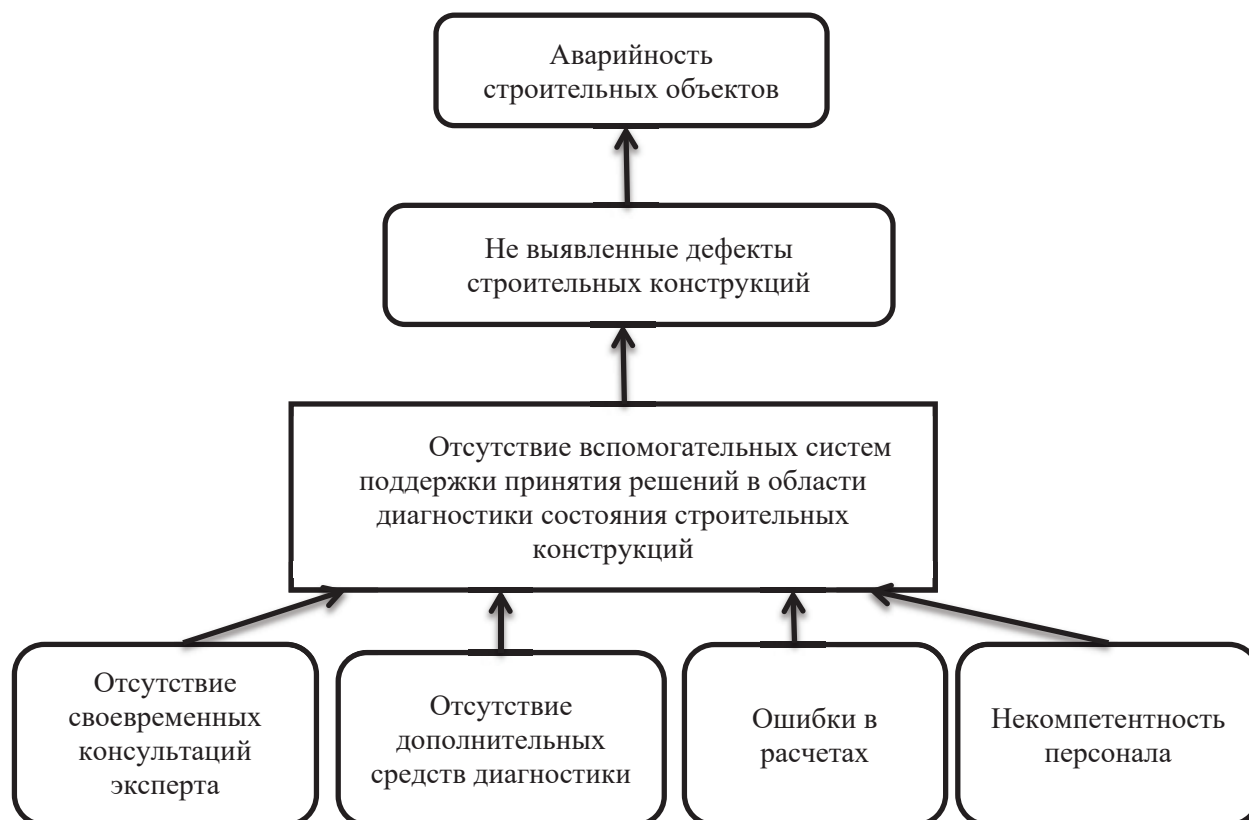 Аварийность
строительных объектов
Не выявленные дефекты
строительных конструкций
Отсутствие вспомогательных систем
поддержки принятия решений в области
диагностики состояния строительных
конструкций
Отсутствие
своевременных
консультаций
эксперта
Отсутствие
дополнительных
средств диагностики
Ошибки в
расчетах
Некомпетентность
персонала